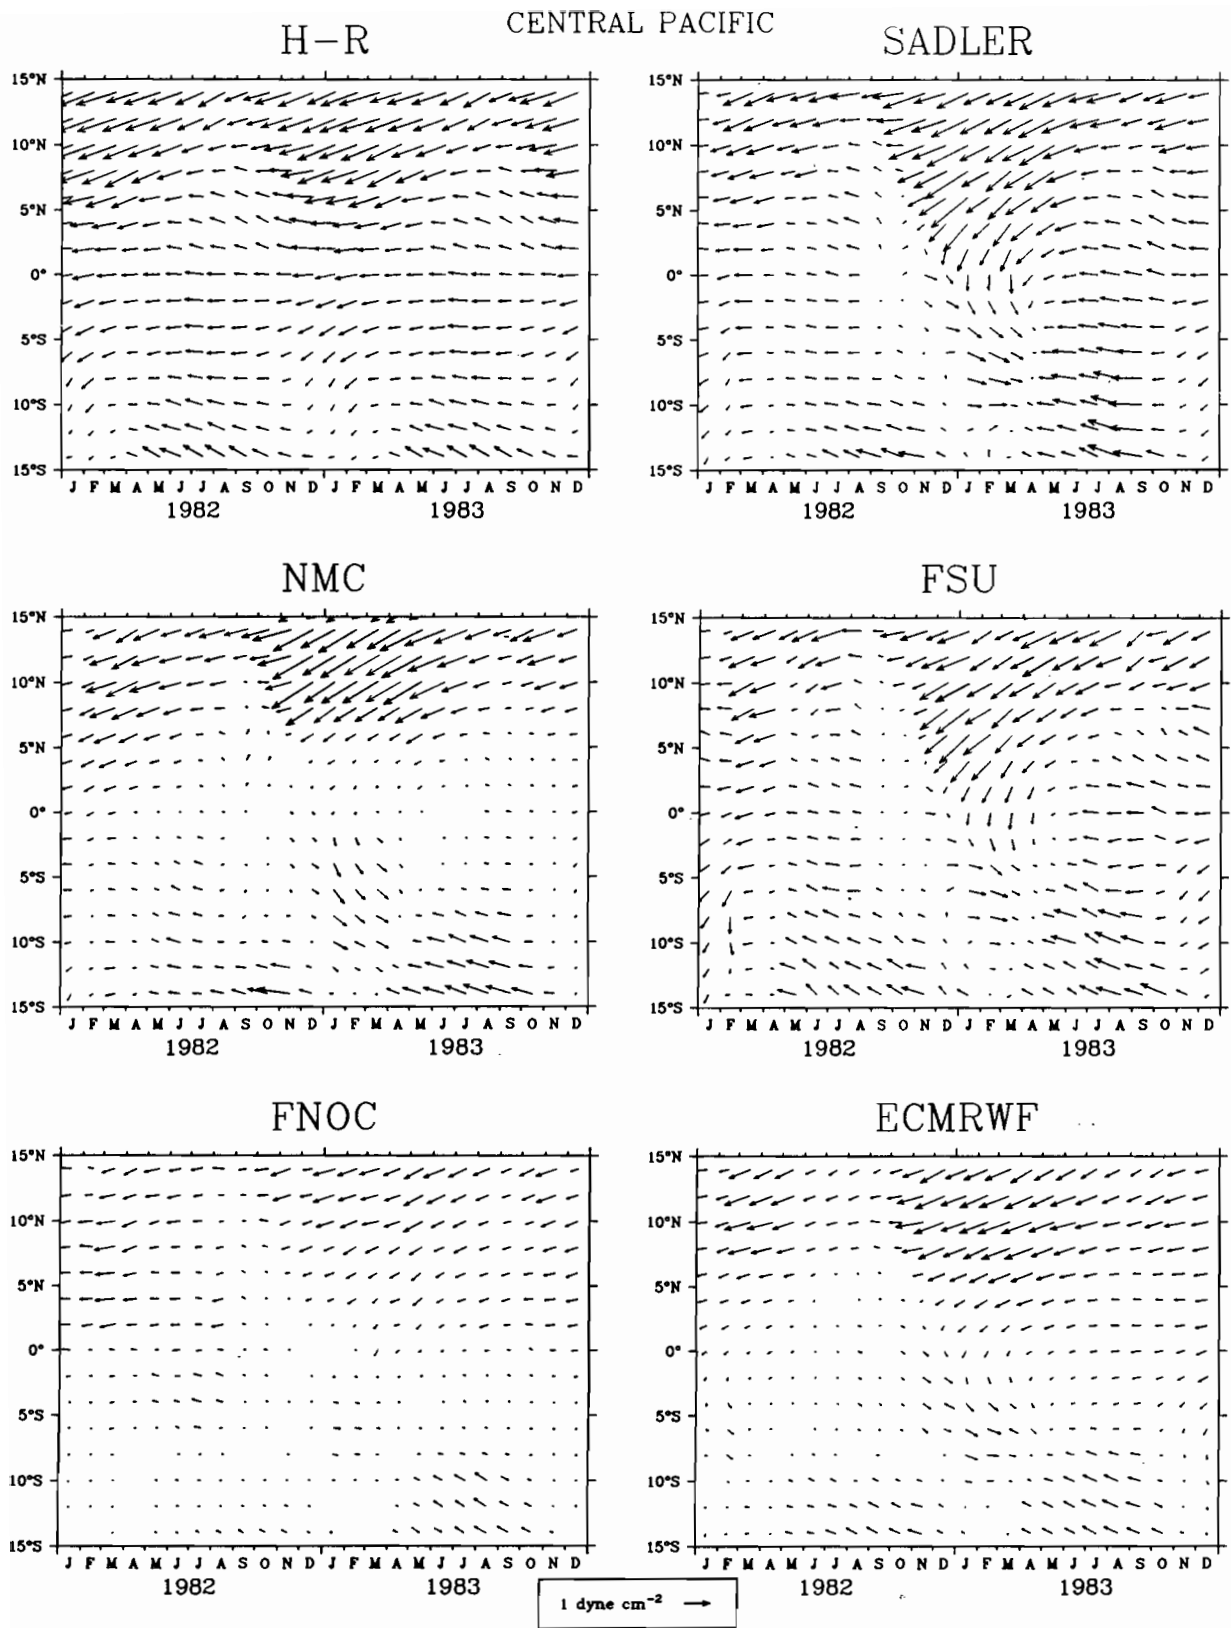 CENTRAL PACIFIC
H-R
15°N
10°N
5°N
0°
5°S
10°S
15°S
J F M A M J J A S O N D J F M A M J J A S O N D
1982 1983
SADLER
15°N
10°N
5°N
0°
5°S
10°S
15°S
J F M A M J J A S O N D J F M A M J J A S O N D
1982 1983
NMC
15°N
10°N
5°N
0°
5°S
10°S
15°S
J F M A M J J A S O N D J F M A M J J A S O N D
1982 1983
FSU
15°N
10°N
5°N
0°
5°S
10°S
15°S
J F M A M J J A S O N D J F M A M J J A S O N D
1982 1983
FNOC
15°N
10°N
5°N
0°
5°S
10°S
15°S
J F M A M J J A S O N D J F M A M J J A S O N D
1982 1983
ECMRWF
15°N
10°N
5°N
0°
5°S
10°S
15°S
J F M A M J J A S O N D J F M A M J J A S O N D
1982 1983
1 dyne cm⁻²